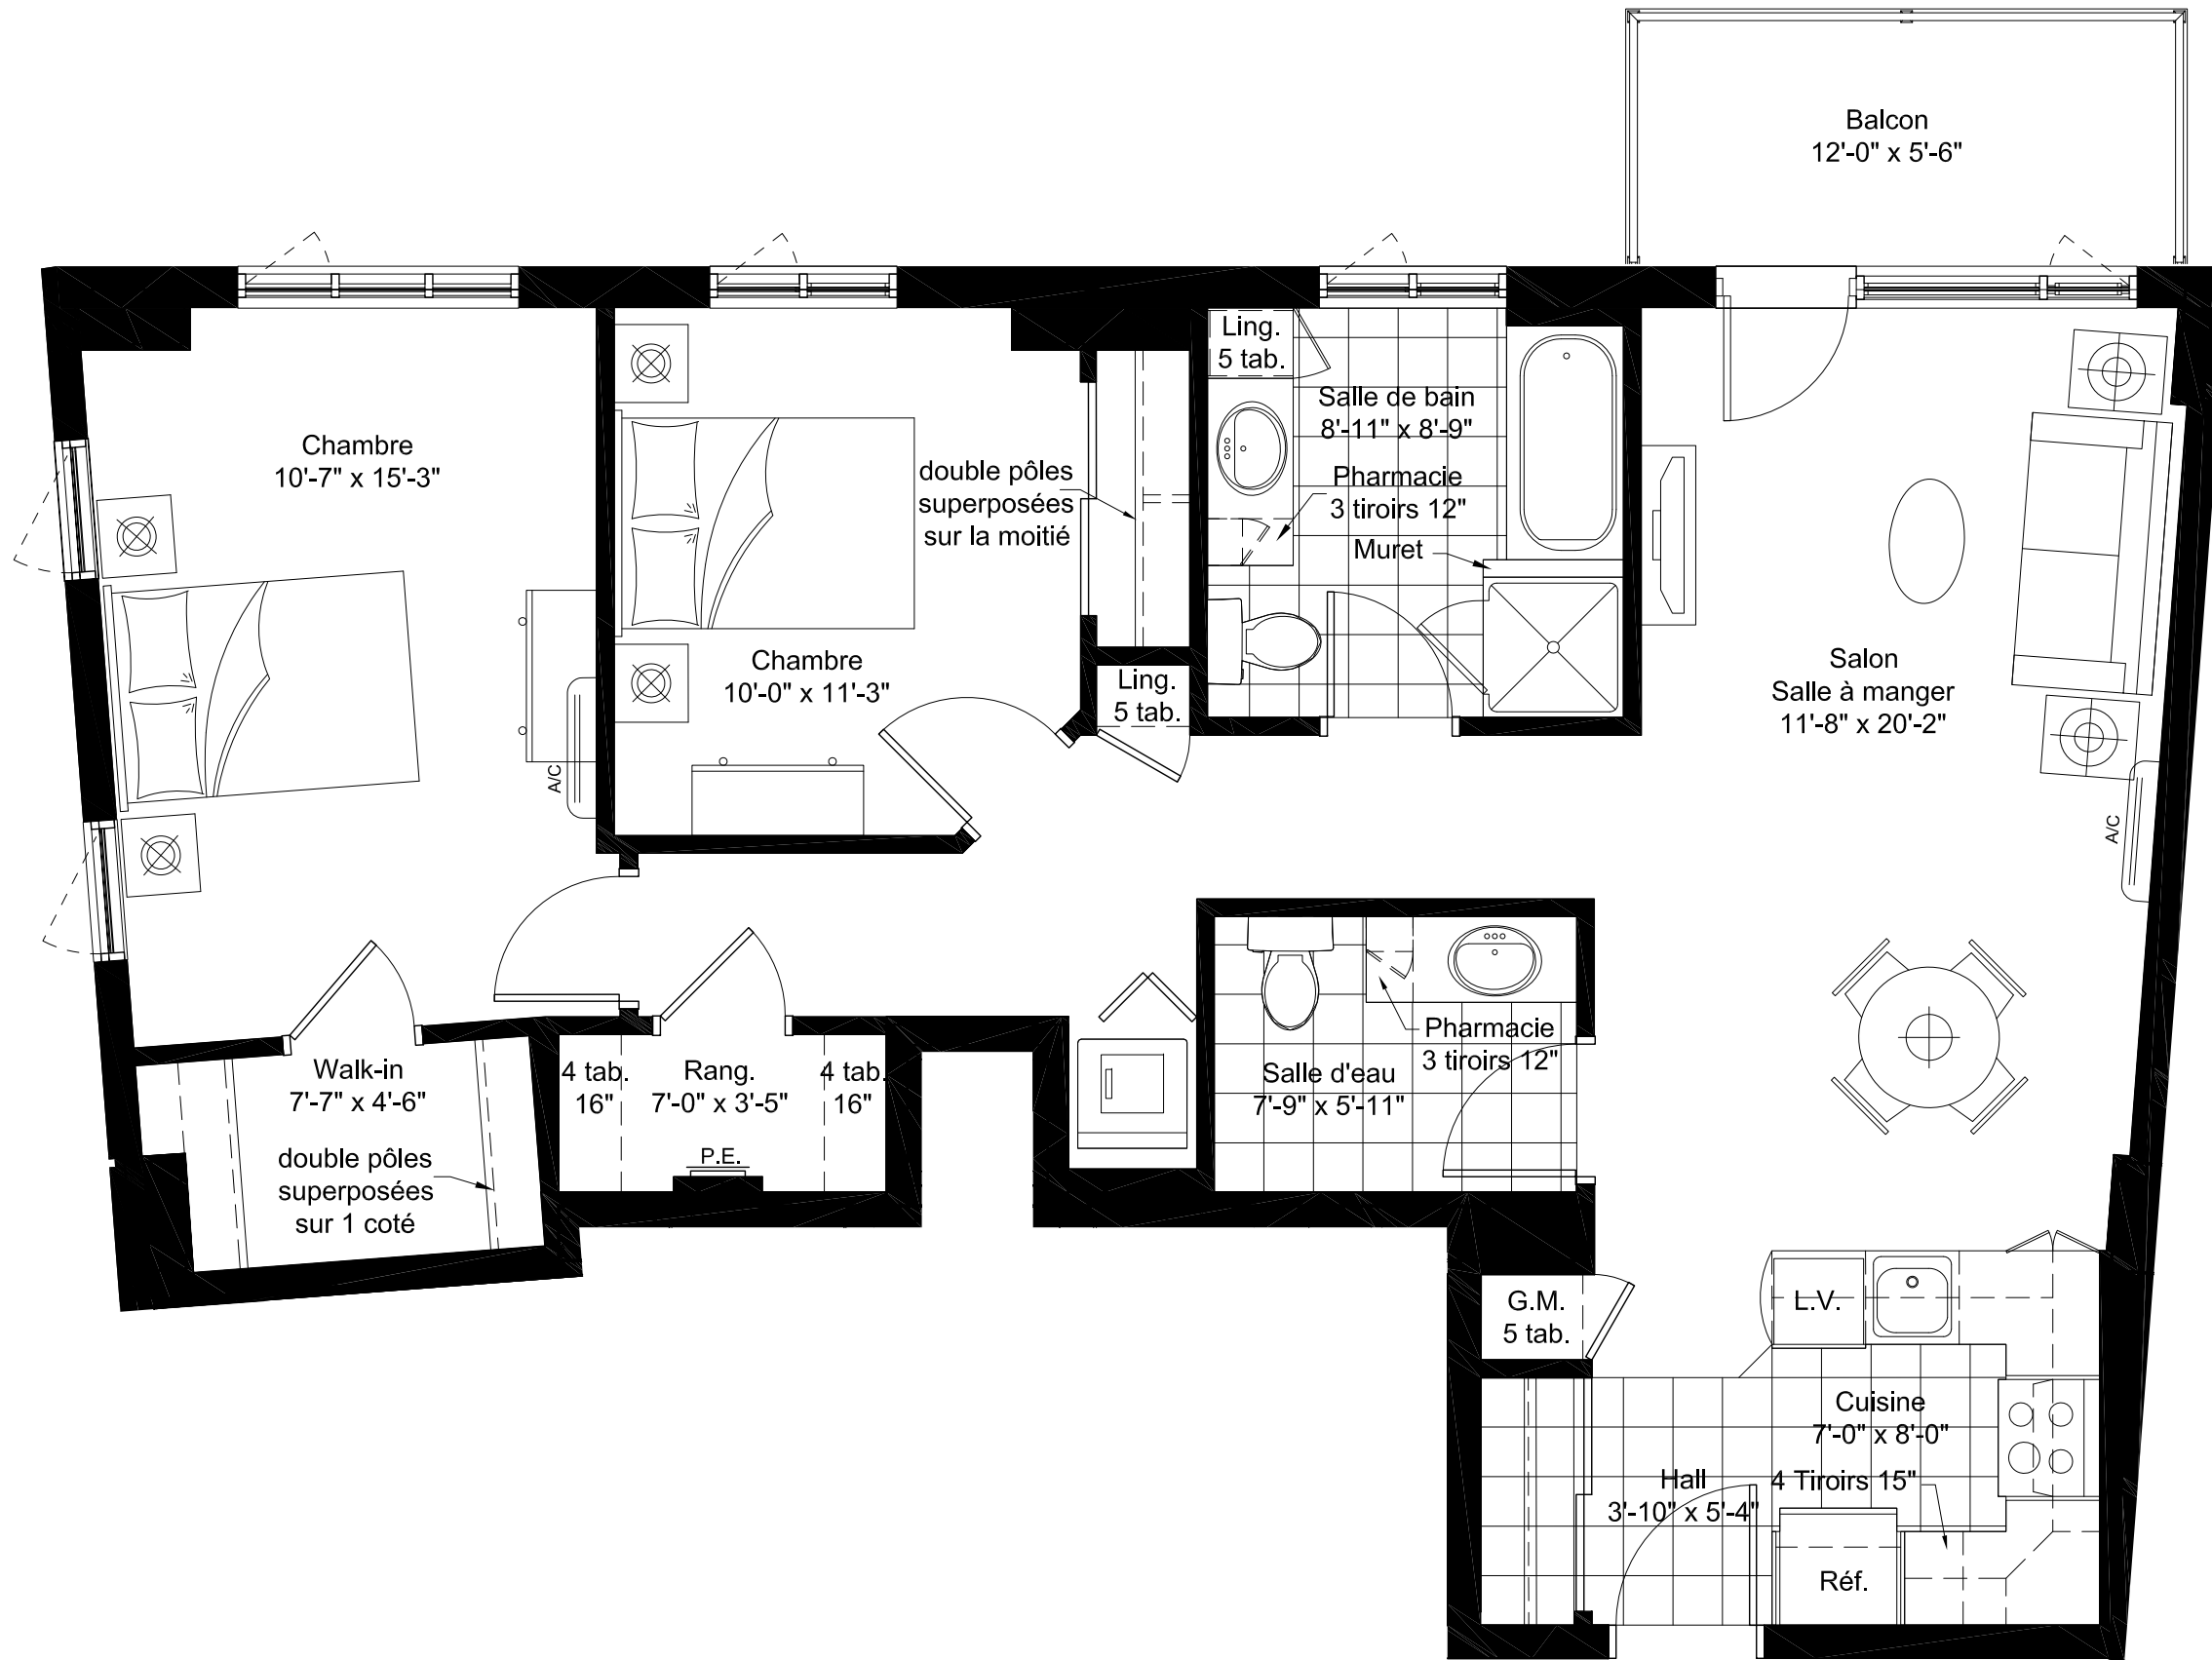 Balcon
12'-0" x 5'-6"
Ling.
5 tab.
Salle de bain
8'-11" x 8'-9"
Chambre
10'-7" x 15'-3"
double pôles
superposées
sur la moitié
Pharmacie
3 tiroirs 12"
Muret
Chambre
10'-0" x 11'-3"
Ling.
5 tab.
Salon
Salle à manger
11'-8" x 20'-2"
A/C
A/C
Walk-in
7'-7" x 4'-6"
double pôles
superposées
sur 1 coté
4 tab.
16"
Rang.
7'-0" x 3'-5"
4 tab.
16"
P.E.
Pharmacie
3 tiroirs 12"
Salle d'eau
7'-9" x 5'-11"
G.M.
5 tab.
L.V.
Cuisine
7'-0" x 8'-0"
4 Tiroirs 15"
Hall
3'-10" x 5'-4"
Réf.